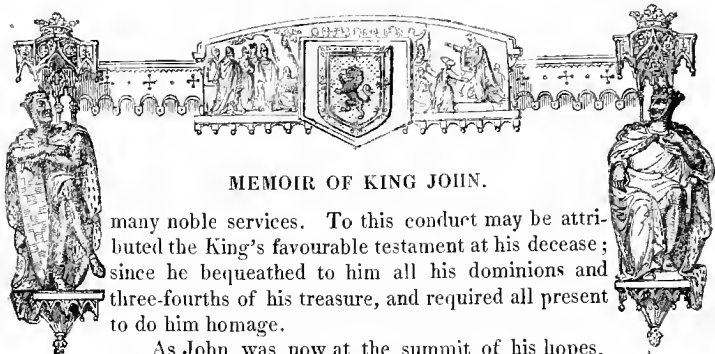 MEMOIR OF KING JOHN.
many noble services. To this conduct may be attri-
buted the King's favourable testament at his decease;
since he bequeathed to him all his dominions and
three-fourths of his treasure, and required all present
to do him homage.
As John was now at the summit of his hopes,